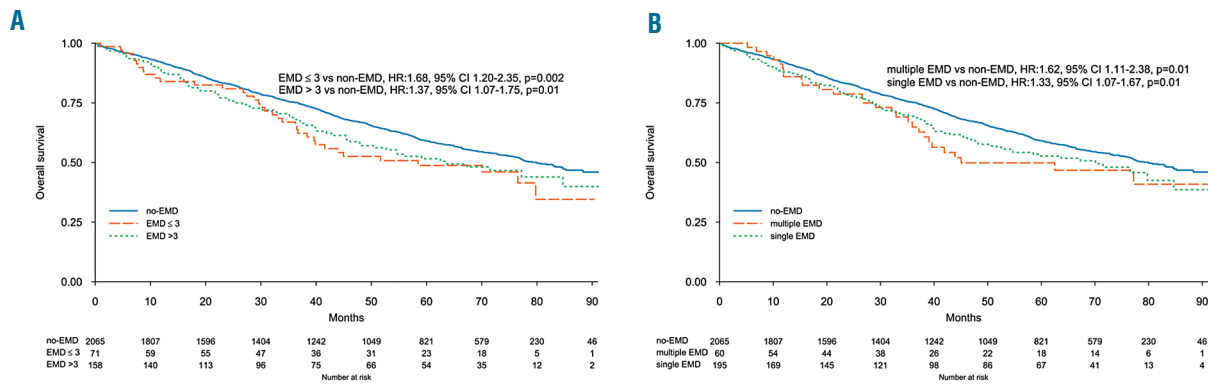 A
1.00
0.75
0.50
0.25
0.00
Overall survival
EMD ≤ 3 vs non-EMD, HR:1.68, 95% CI 1.20-2.35, p=0.002
EMD > 3 vs non-EMD, HR:1.37, 97% CI 1.07-1.75, p=0.01
no-EMD
EMD ≤ 3
EMD >3
0 10 20 30 40 50 60 70 80 90
Months
no-EMD 2065 1807 1596 1404 1242 1049 821 579 230 46
EMD ≤ 3 71 59 55 47 36 31 23 18 5 1
EMD >3 158 140 113 96 75 66 54 35 12 2
Number at risk
B
1.00
0.75
0.50
0.25
0.00
Overall survival
multiple EMD vs non-EMD, HR:1.62, 95% CI 1.11-2.38, p=0.01
single EMD vs non-EMD, HR:1.33, 95% CI 1.07-1.67, p=0.01
no-EMD
multiple EMD
single EMD
0 10 20 30 40 50 60 70 80 90
Months
no-EMD 2065 1807 1596 1404 1242 1049 821 579 230 46
multiple EMD 60 54 44 38 26 22 18 14 6 1
single EMD 195 169 145 121 98 86 67 41 13 4
Number at risk